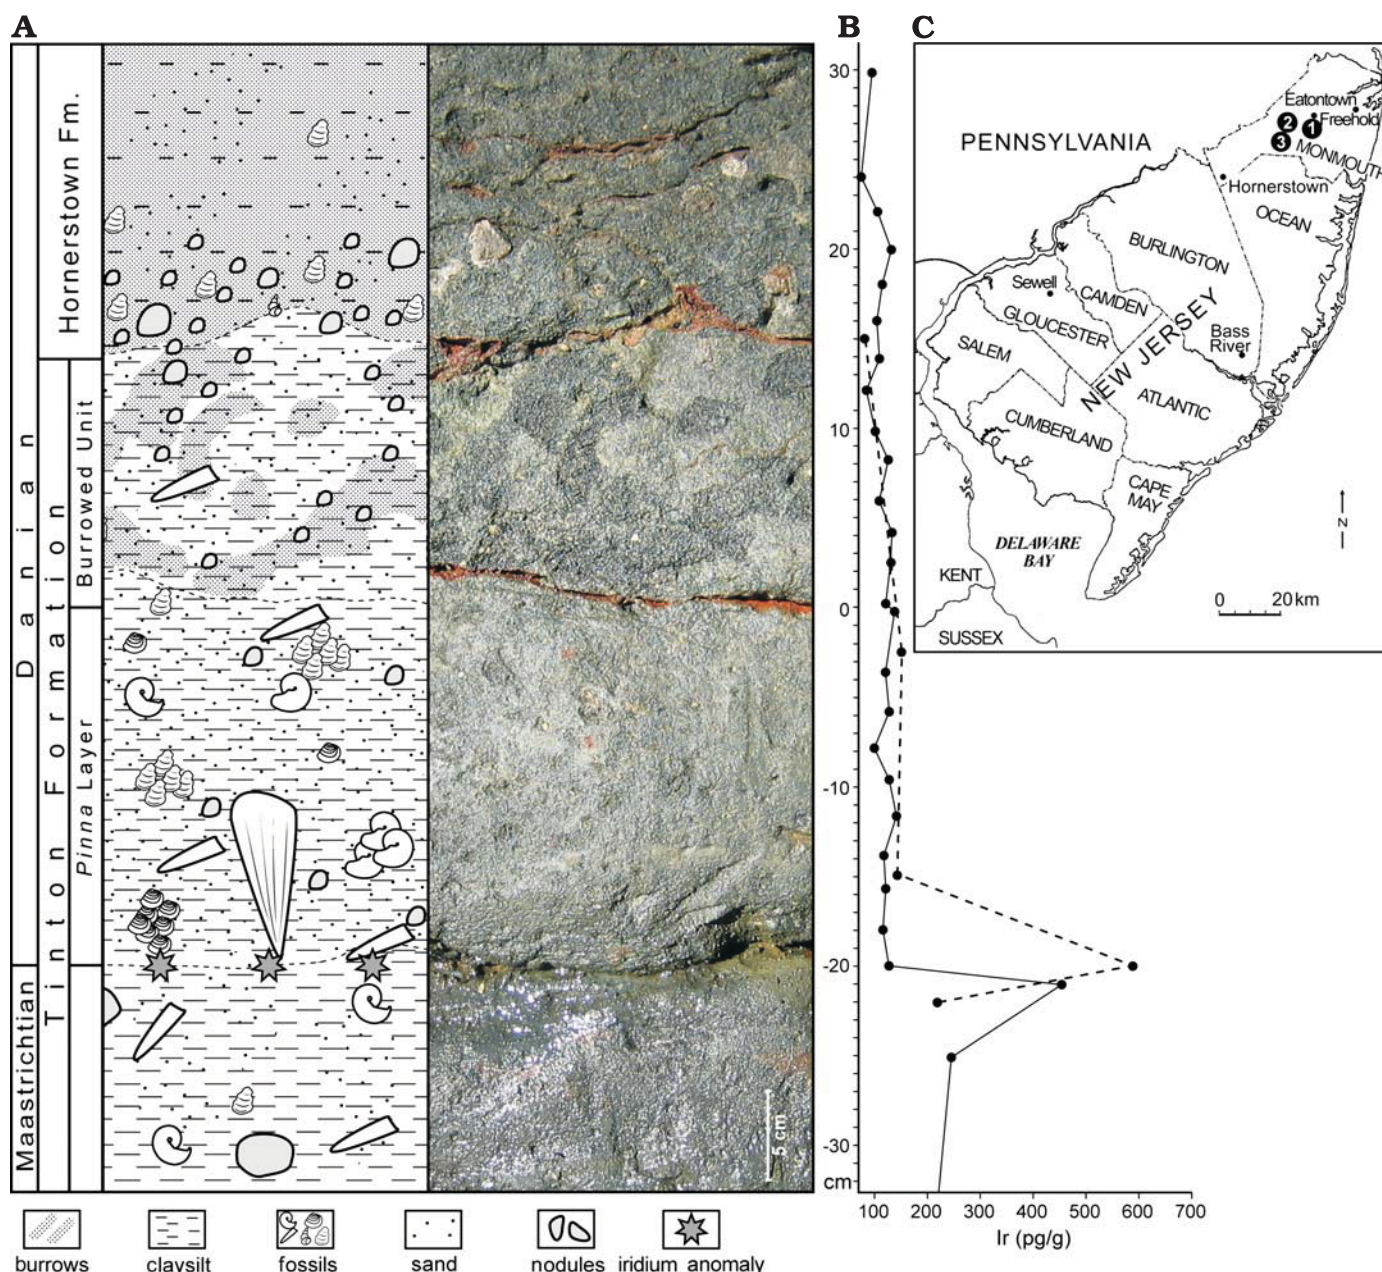 A
B
C
Hornerstown Fm.
Danian
Tinton Formation
Burrowed Unit
Pinna Layer
Maastrichtian
5 cm
30
20
10
0
-10
-20
-30
cm
100 200 300 400 500 600 700
Ir (pg/g)
PENNSYLVANIA
Eatontown
Freehold
2
1
3
MONMOUTH
Hornerstown
OCEAN
BURLINGTON
Sewell
CAMDEN
GLOUCESTER
NEW JERSEY
Bass
River
SALEM
ATLANTIC
CUMBERLAND
CAPE
MAY
DELAWARE
BAY
N
KENT
0 20 km
SUSSEX
burrows
claysilt
fossils
sand
nodules
iridium anomaly